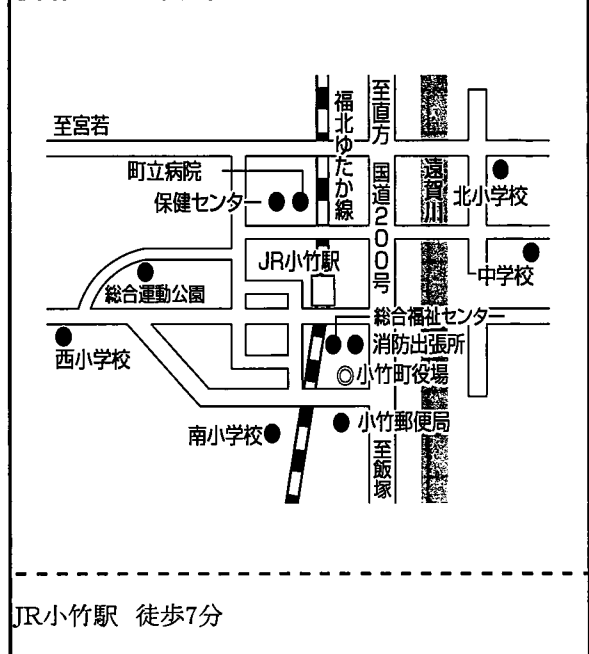 至宮若
福北ゆたか線
至直方
国道200号
遠賀川
町立病院
保健センター
北小学校
JR小竹駅
中学校
総合運動公園
総合福祉センター
西小学校
消防出張所
小竹町役場
南小学校
小竹郵便局
至飯塚
JR小竹駅 徒歩7分